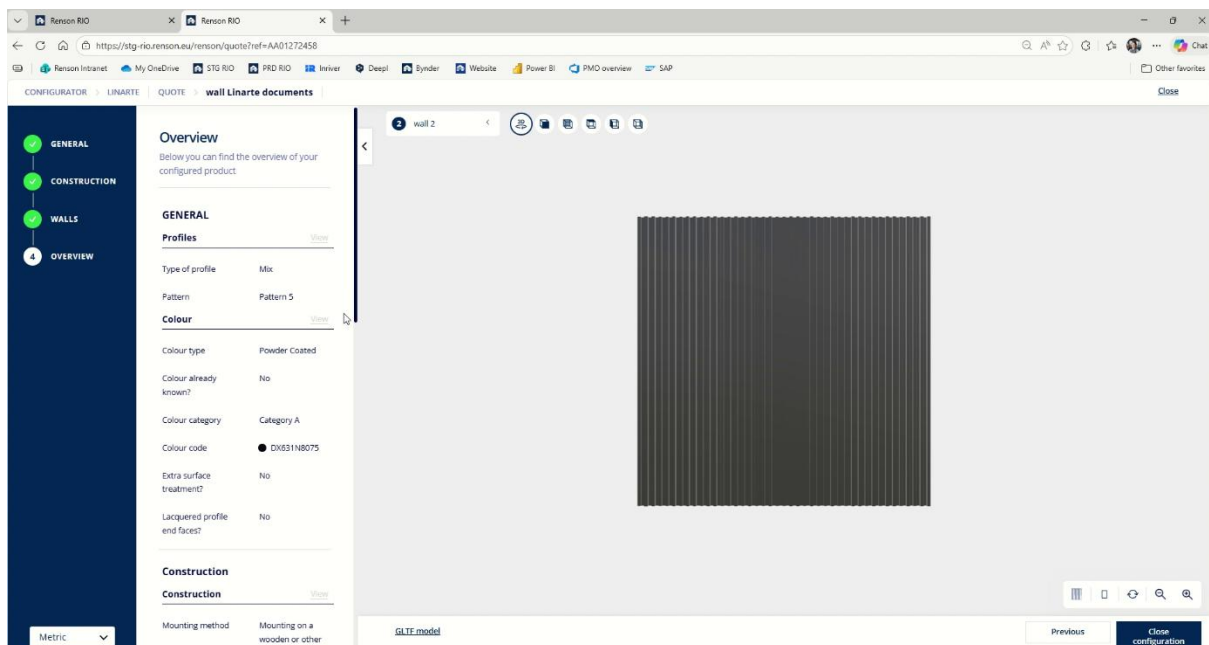 Renson RIO
Renson RIO
https://stg-rio.renson.eu/renson/quote?ref=AA01272458
Chat
Renson Intranet
My OneDrive
STG RIO
PRD RIO
Inriver
Deepl
Bynder
Website
Power BI
PMO overview
SAP
Other favorites
CONFIGURATOR > LINARTE
QUOTE > wall Linarte documents
Close
GENERAL
CONSTRUCTION
WALLS
4 OVERVIEW
Metric
Overview
Below you can find the overview of your
configured product
GENERAL
Profiles View
Type of profile Mix
Pattern Pattern 5
Colour View
Colour type Powder Coated
Colour already No
known?
Colour category Category A
Colour code DX631N8075
Extra surface No
treatment?
Lacquered profile No
end faces?
Construction
Construction View
Mounting method Mounting on a
wooden or other
2 wall 2
3D
GLTF model
Previous
Close
configuration